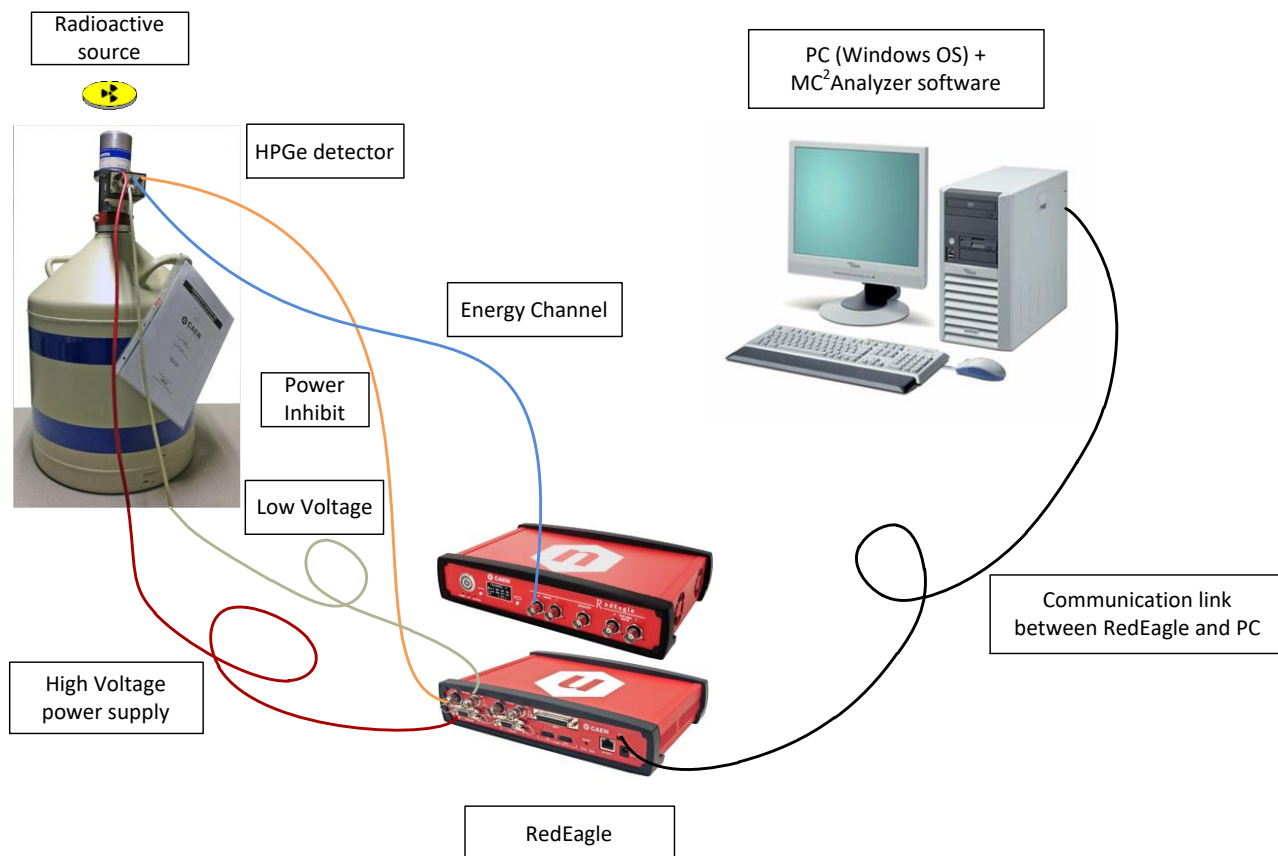 Radioactive
source
PC (Windows OS) +
MC²Analyzer software
HPGe detector
CAEN
Energy Channel
Power
Inhibit
Low Voltage
CAEN
RedEagle
Communication link
between RedEagle and PC
High Voltage
power supply
CAEN
RedEagle